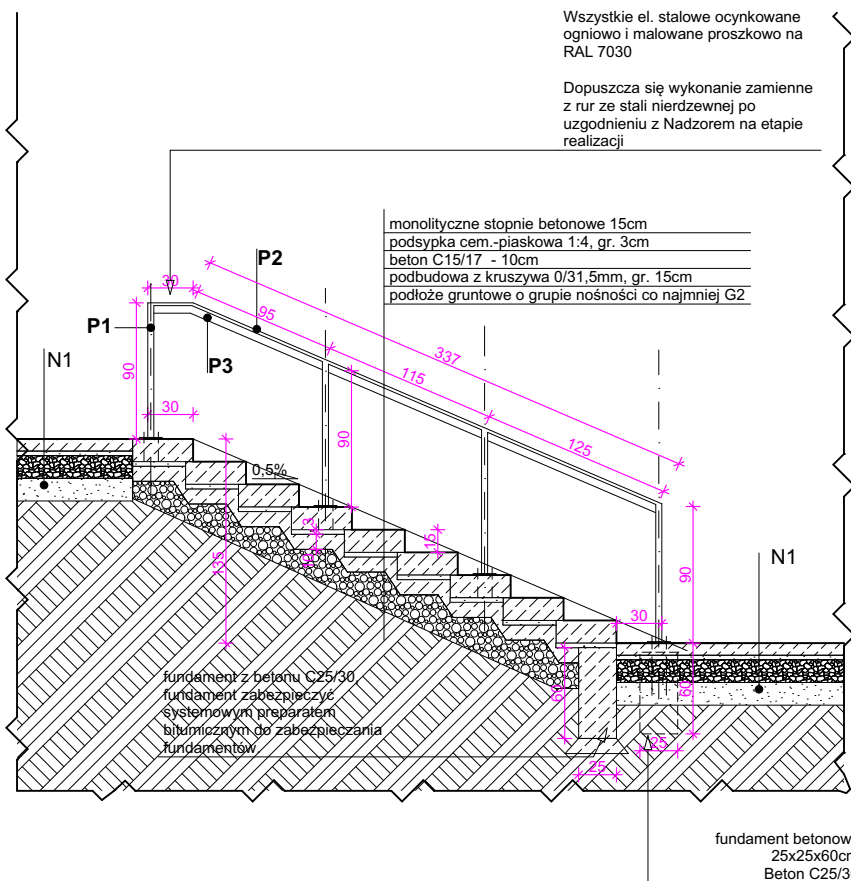 Wszystkie el. stalowe ocynkowane
ogniowo i malowane proszkowo na
RAL 7030
Dopuszcza się wykonanie zamienne
z rur ze stali nierdzewnej po
uzgodnieniu z Nadzorem na etapie
realizacji
monolityczne stopnie betonowe 15cm
podsypka cem.-piaskowa 1:4, gr. 3cm
beton C15/17 - 10cm
podbudowa z kruszywa 0/31,5mm, gr. 15cm
podłoże gruntowe o grupie nośności co najmniej G2
P2
30
95
P1
P3
337
N1
90
115
30
90
125
0,5%
3
15
135
90
N1
30
fundament z betonu C25/30,
fundament zabezpieczyć
systemowym preparatem
bitumicznym do zabezpieczania
fundamentów.
60
60
25
25
fundament betonow
25x25x60cm
Beton C25/30